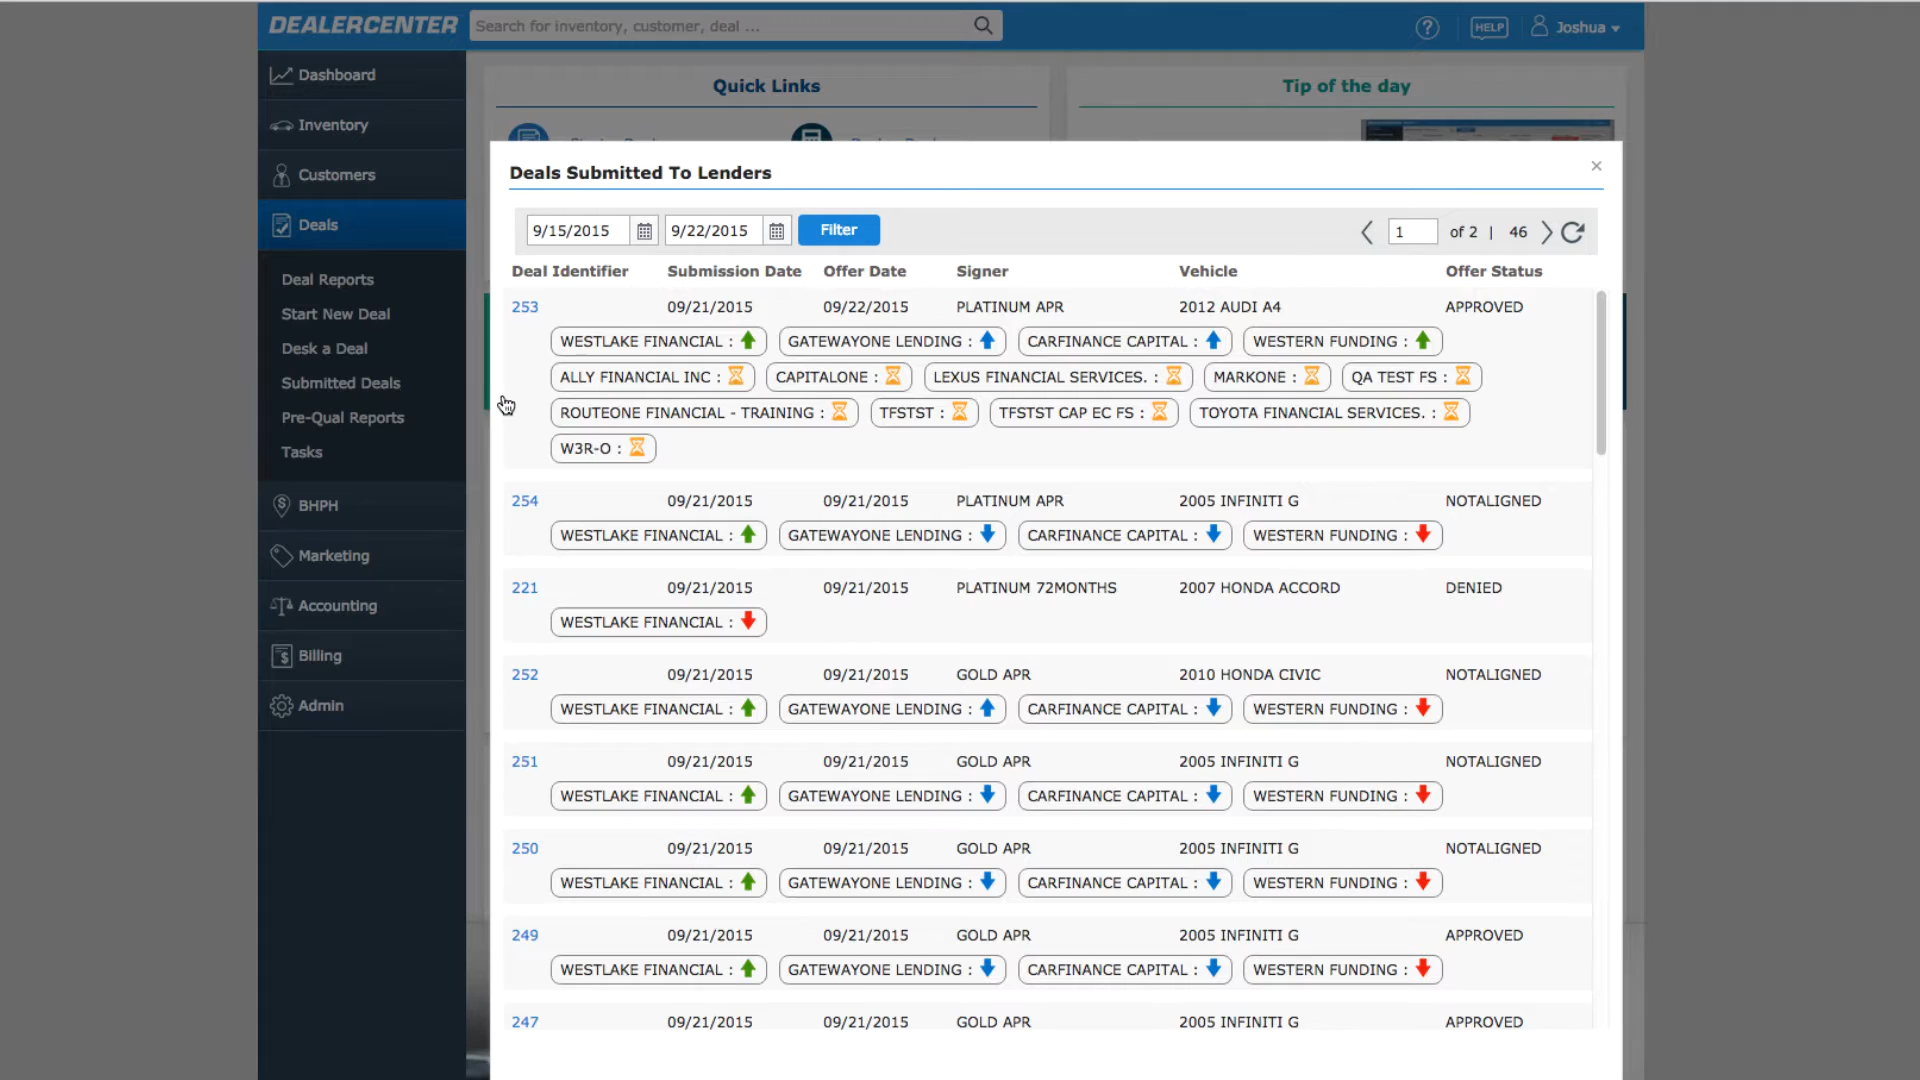 DEALERCENTER
Search for inventory, customer, deal ...
?
HELP
Joshua
Dashboard
Inventory
Customers
Deals
Deal Reports
Start New Deal
Desk a Deal
Submitted Deals
Pre-Qual Reports
Tasks
BHPH
Marketing
Accounting
Billing
Admin
Quick Links
Tip of the day
Deals Submitted To Lenders
×
9/15/2015 9/22/2015 Filter 1 of 2 | 46
Deal Identifier Submission Date Offer Date Signer Vehicle Offer Status
253 09/21/2015 09/22/2015 PLATINUM APR 2012 AUDI A4 APPROVED
WESTLAKE FINANCIAL : GATEWAYONE LENDING : CARFINANCE CAPITAL : WESTERN FUNDING :
ALLY FINANCIAL INC : CAPITALONE : LEXUS FINANCIAL SERVICES. : MARKONE : QA TEST FS :
ROUTEONE FINANCIAL - TRAINING : TFSTST : TFSTST CAP EC FS : TOYOTA FINANCIAL SERVICES. :
W3R-O :
254 09/21/2015 09/21/2015 PLATINUM APR 2005 INFINITI G NOTALIGNED
WESTLAKE FINANCIAL : GATEWAYONE LENDING : CARFINANCE CAPITAL : WESTERN FUNDING :
221 09/21/2015 09/21/2015 PLATINUM 72MONTHS 2007 HONDA ACCORD DENIED
WESTLAKE FINANCIAL :
252 09/21/2015 09/21/2015 GOLD APR 2010 HONDA CIVIC NOTALIGNED
WESTLAKE FINANCIAL : GATEWAYONE LENDING : CARFINANCE CAPITAL : WESTERN FUNDING :
251 09/21/2015 09/21/2015 GOLD APR 2005 INFINITI G NOTALIGNED
WESTLAKE FINANCIAL : GATEWAYONE LENDING : CARFINANCE CAPITAL : WESTERN FUNDING :
250 09/21/2015 09/21/2015 GOLD APR 2005 INFINITI G NOTALIGNED
WESTLAKE FINANCIAL : GATEWAYONE LENDING : CARFINANCE CAPITAL : WESTERN FUNDING :
249 09/21/2015 09/21/2015 GOLD APR 2005 INFINITI G APPROVED
WESTLAKE FINANCIAL : GATEWAYONE LENDING : CARFINANCE CAPITAL : WESTERN FUNDING :
247 09/21/2015 09/21/2015 GOLD APR 2005 INFINITI G APPROVED